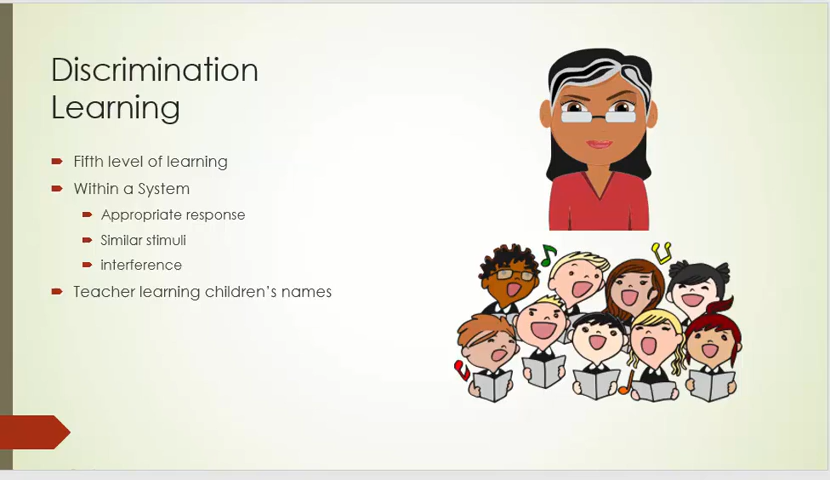 Discrimination
Learning
Fifth level of learning
Within a System
Appropriate response
Similar stimuli
interference
Teacher learning children's names